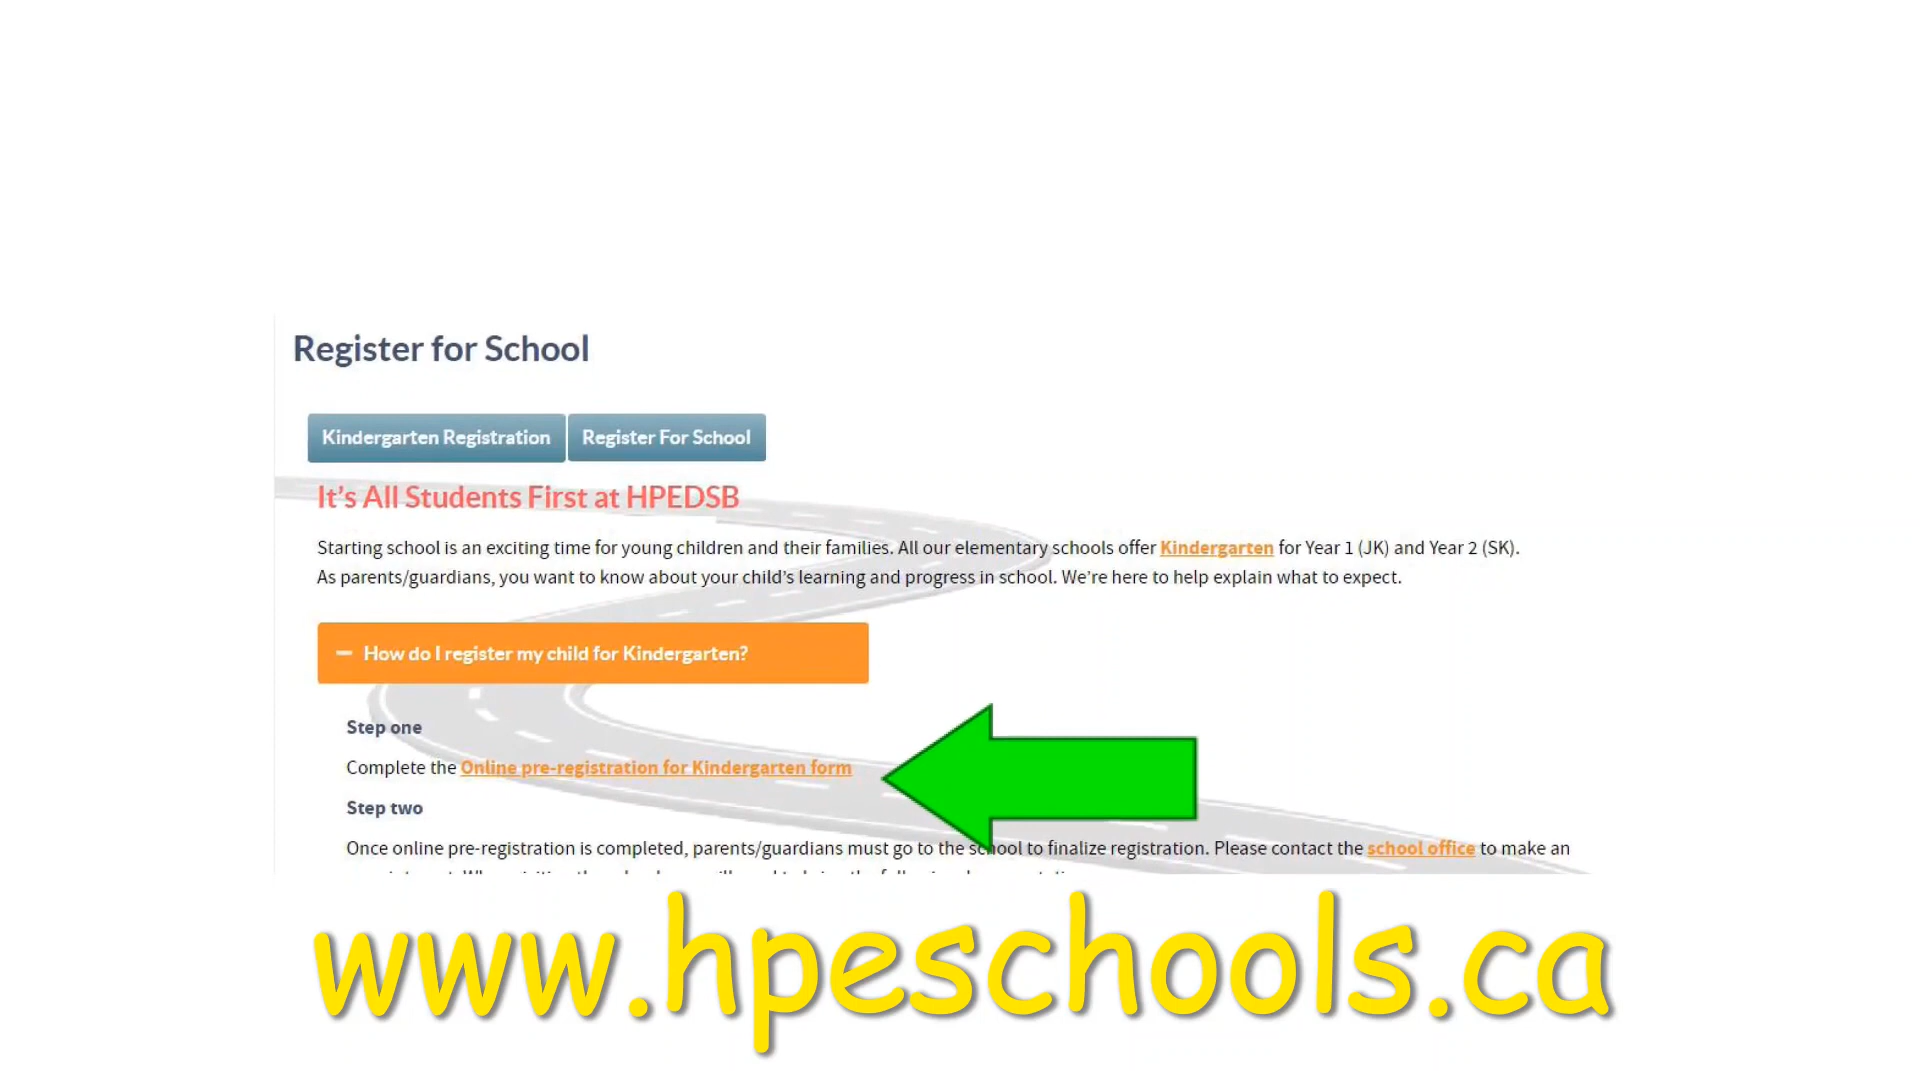 Register for School
Kindergarten Registration
Register For School
It's All Students First at HPEDSB
Starting school is an exciting time for young children and their families. All our elementary schools offer Kindergarten for Year 1 (JK) and Year 2 (SK).
As parents/guardians, you want to know about your child's learning and progress in school. We're here to help explain what to expect.
How do I register my child for Kindergarten?
Step one
Complete the Online pre-registration for Kindergarten form
Step two
Once online pre-registration is completed, parents/guardians must go to the school to finalize registration. Please contact the school office to make an
www.hpeschools.ca